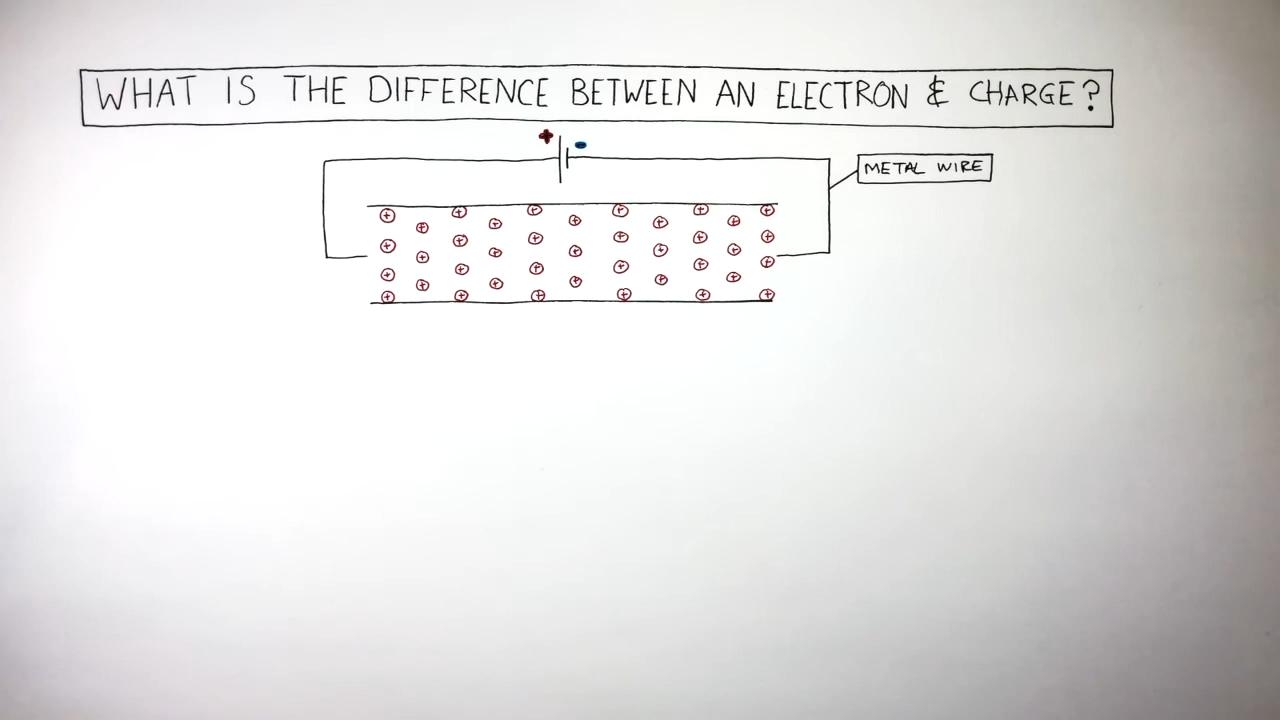 WHAT IS THE DIFFERENCE BETWEEN AN ELECTRON & CHARGE?
METAL WIRE